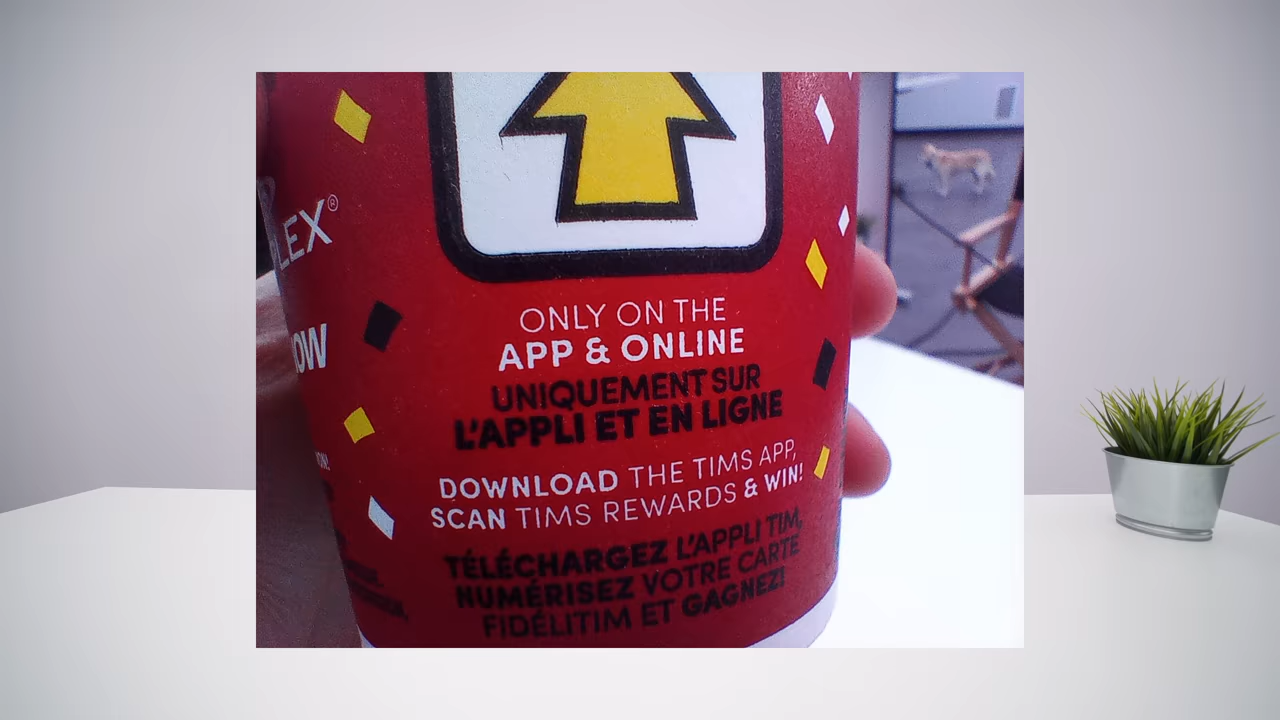 LEX®
OW
ONLY ON THE
APP & ONLINE
UNIQUEMENT SUR
L'APPLI ET EN LIGNE
DOWNLOAD THE TIMS APP,
SCAN TIMS REWARDS & WIN!
TÉLÉCHARGEZ L'APPLI TIM,
NUMÉRISEZ VOTRE CARTE
FIDÉLITIM ET GAGNEZ!